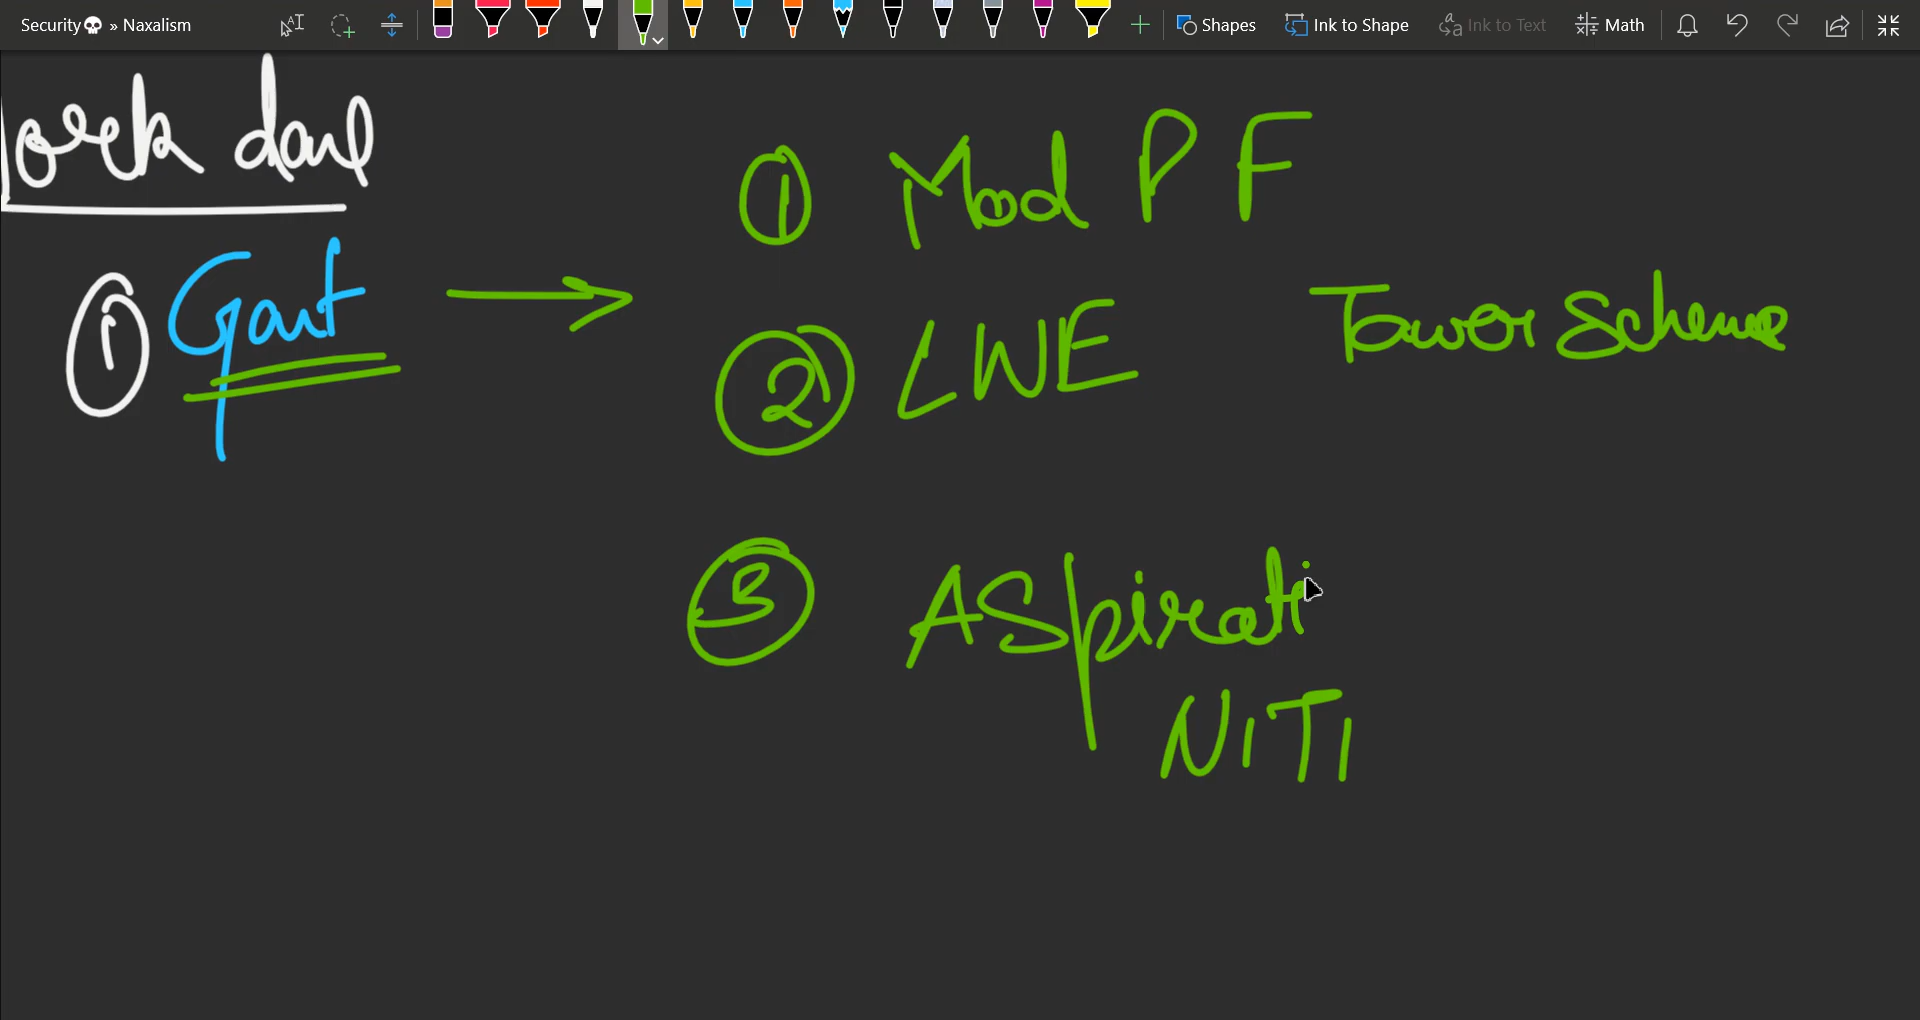 Security💀 » Naxalism
Shapes
Ink to Shape
Ink to Text
Math
ork done
① Govt →
① Mod P F
② LWE Tower Scheme
③ ASpirati
NITI